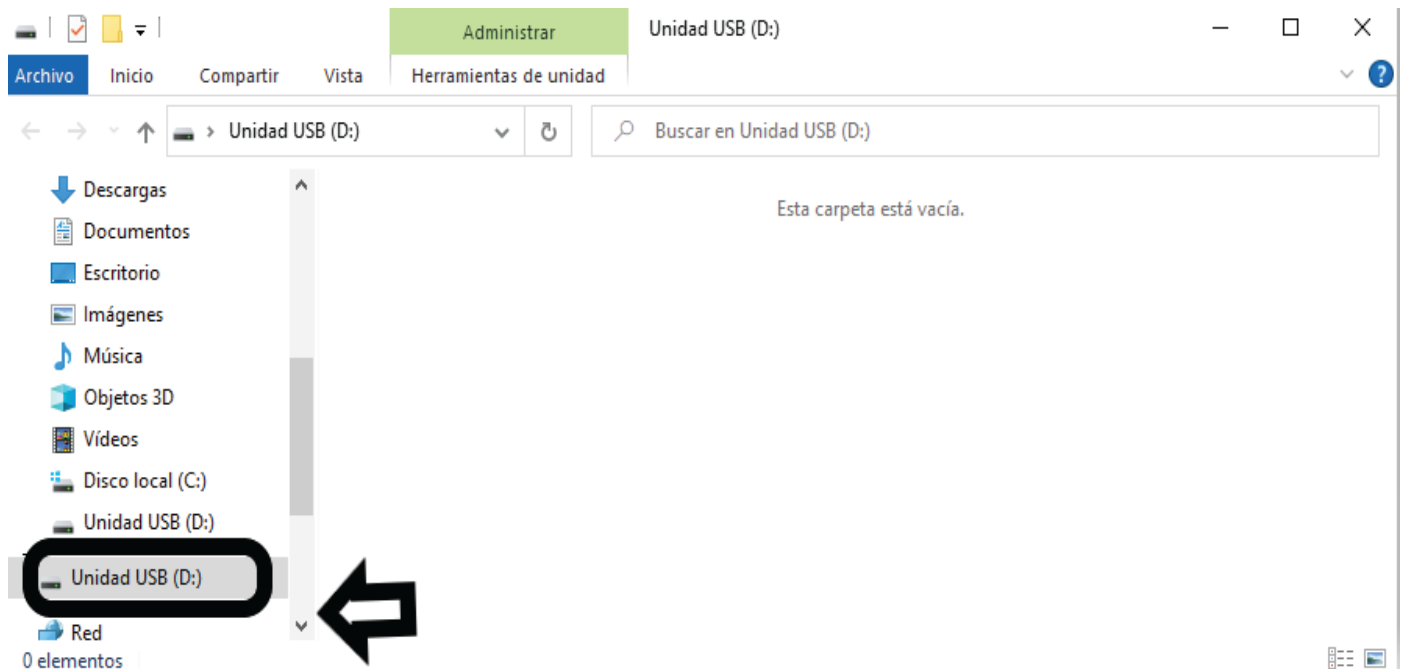 Administrar
Unidad USB (D:)
Archivo Inicio Compartir Vista Herramientas de unidad
Unidad USB (D:)
Buscar en Unidad USB (D:)
Descargas
Documentos
Escritorio
Imágenes
Música
Objetos 3D
Vídeos
Disco local (C:)
Unidad USB (D:)
Unidad USB (D:)
Red
Esta carpeta está vacía.
0 elementos